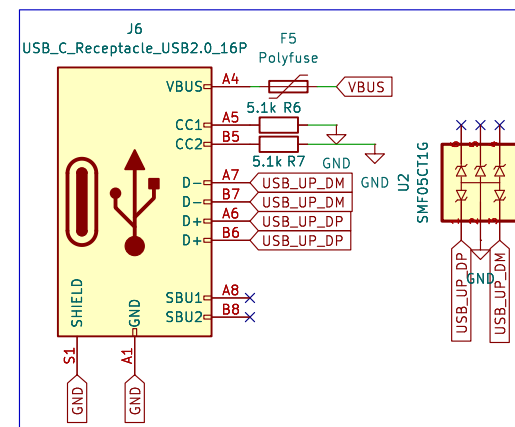 J6
USB_C_Receptacle_USB2.0_16P
F5
Polyfuse
VBUS
A4
VBUS
CC1
A5
5.1k R6
GND
CC2
B5
5.1k R7
GND
D-
A7
USB_UP_DM
D-
B7
USB_UP_DM
D+
A6
USB_UP_DP
D+
B6
USB_UP_DP
SBU1
A8
SBU2
B8
SHIELD
GND
S1
A1
GND
GND
U2
SMF05CT1G
USB_UP_DP
GND
USB_UP_DM